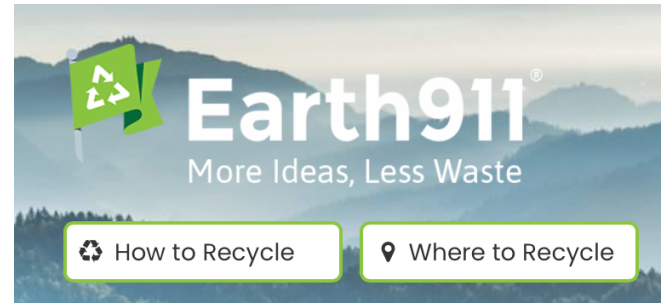 Earth911®
More Ideas, Less Waste
How to Recycle
Where to Recycle